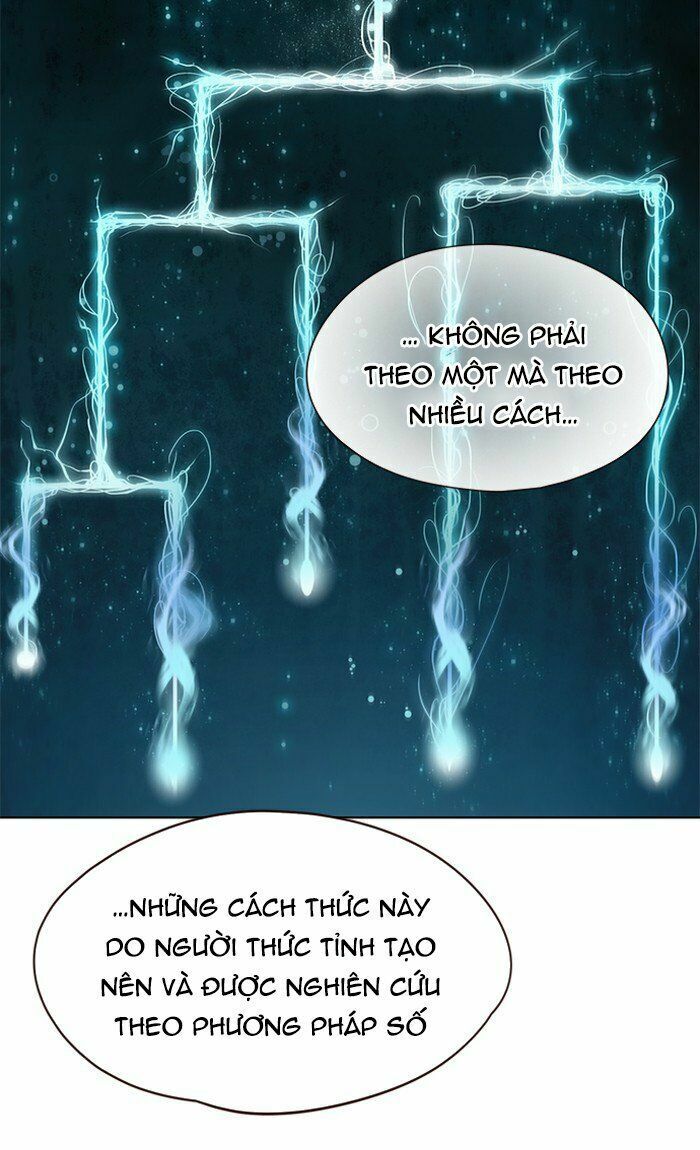 ... KHÔNG PHẢI
THEO MỘT MÀ THEO
NHIỀU CÁCH...
...NHỮNG CÁCH THỨC NÀY
DO NGƯỜI THỨC TỈNH TẠO
NÊN VÀ ĐƯỢC NGHIÊN CỨU
THEO PHƯƠNG PHÁP SỐ